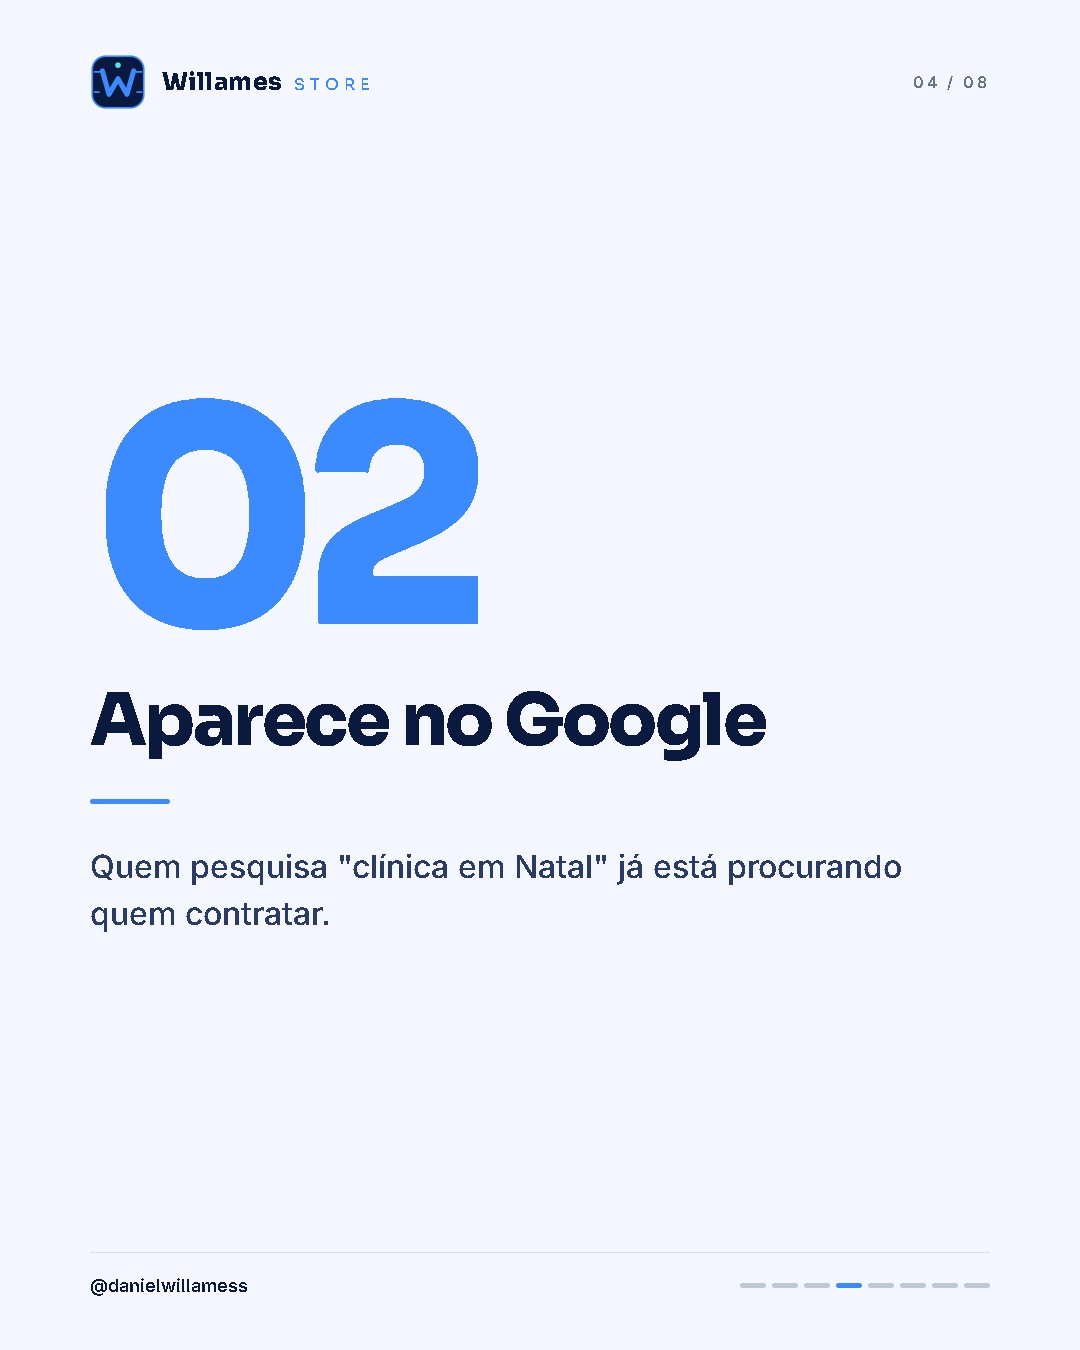 W
Willames STORE
04 / 08
02
Aparece no Google
Quem pesquisa "clínica em Natal" já está procurando
quem contratar.
@danielwillamess